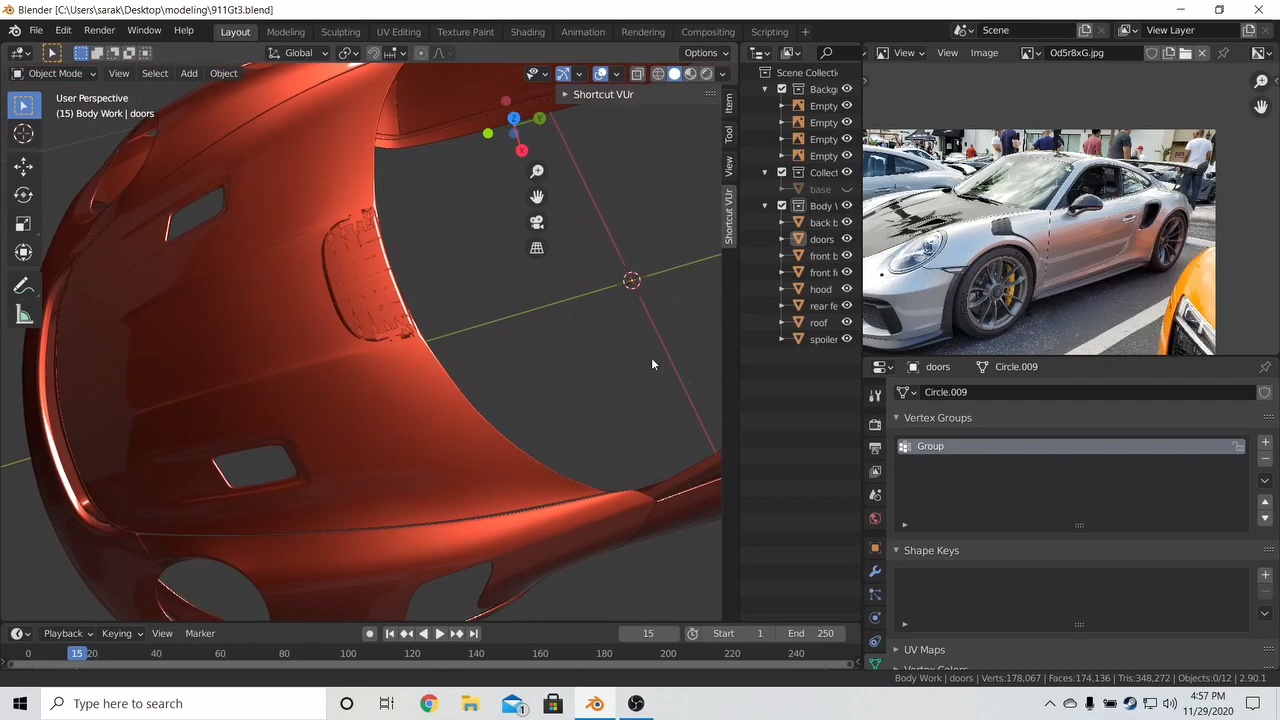 Blender [C:\Users\sarak\Desktop\modeling\911Gt3.blend]
File Edit Render Window Help Layout Modeling Sculpting UV Editing Texture Paint Shading Animation Rendering Compositing Scripting + Scene View Layer
Global Options View View Image Od5r8xG.jpg
Object Mode View Select Add Object Scene Collecti
User Perspective
(15) Body Work | doors
Shortcut VUr
Item
Tool
View
Shortcut VUr
Z
Y
X
Backg
Empty
Empty
Empty
Empty
Collect
base
Body V
back b
doors
front b
front fe
hood
rear fe
roof
spoiler
doors Circle.009
Circle.009
Vertex Groups
Group
Shape Keys
UV Maps
Vertex Colors
Playback Keying View Marker 15 Start 1 End 250
0 15 20 40 60 80 100 120 140 160 180 200 220 240
Body Work | doors | Verts:178,067 | Faces:174,136 | Tris:348,272 | Objects:0/12 | 2.90.1
Type here to search
1
4:57 PM
11/29/2020